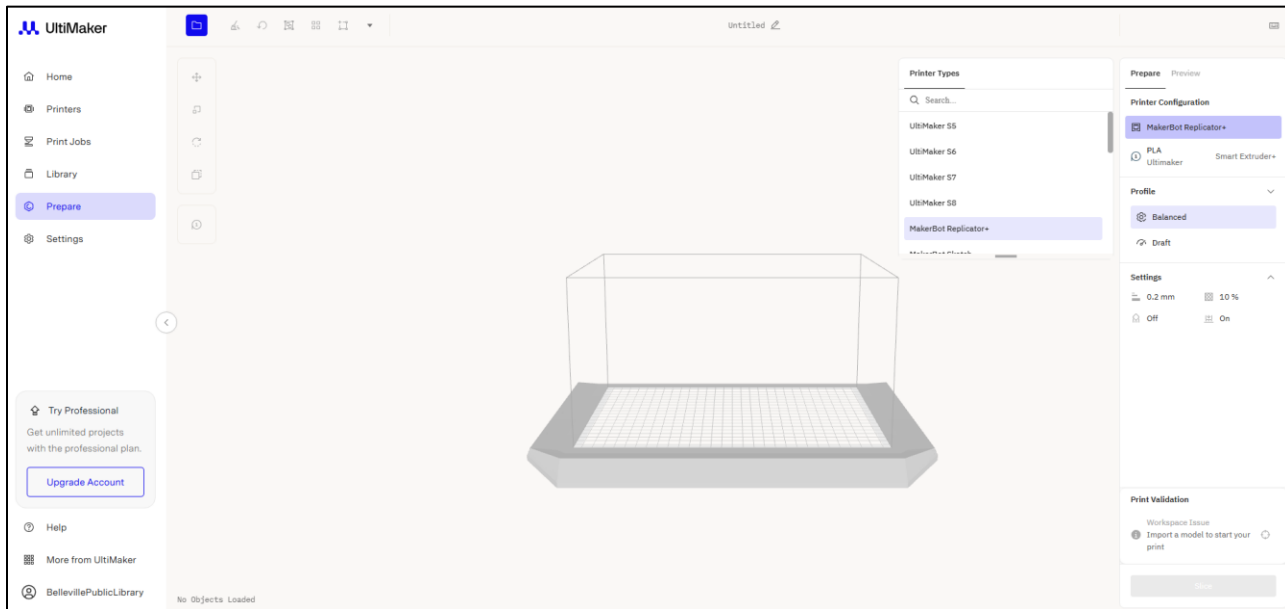 UltiMaker
Home
Printers
Print Jobs
Library
Prepare
Settings
Try Professional
Get unlimited projects
with the professional plan.
Upgrade Account
Help
More from UltiMaker
BellevillePublicLibrary
Untitled
No Objects Loaded
Printer Types
Search...
UltiMaker S5
UltiMaker S6
UltiMaker S7
UltiMaker S8
MakerBot Replicator+
MakerBot Sketch
Prepare Preview
Printer Configuration
MakerBot Replicator+
PLA
Ultimaker Smart Extruder+
Profile
Balanced
Draft
Settings
0.2 mm 10 %
Off On
Print Validation
Workspace Issue
Import a model to start your
print
Slice